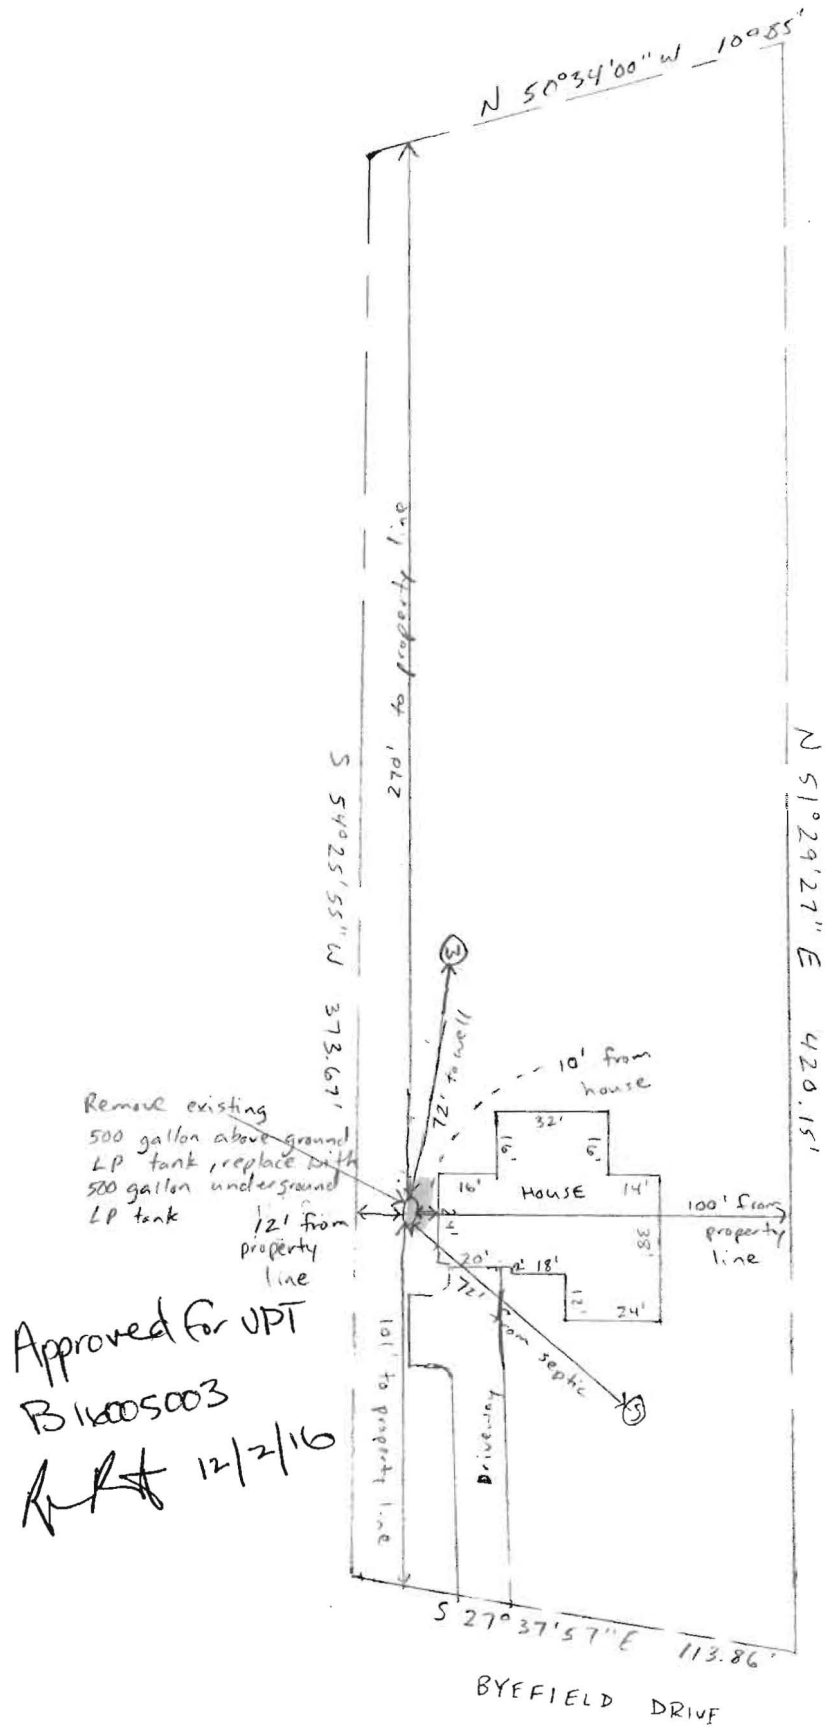 N 50°34'00" W 100.85'
270' to property line
S 54°25'55" W 373.67'
N 51°29'27" E 420.15'
72' to well
10' from
house
Remove existing
500 gallon above ground
LP tank, replace with
500 gallon underground
LP tank
12' from
property
line
32'
16'
HOUSE
14'
24'
38'
100' from
property
line
20'
2'
18'
12'
24'
72'
from septic
S
101' to property line
Driveway
Approved for UPT
B16005003
12/2/16
S 27°37'57" E 113.86'
BYEFIELD DRIVE